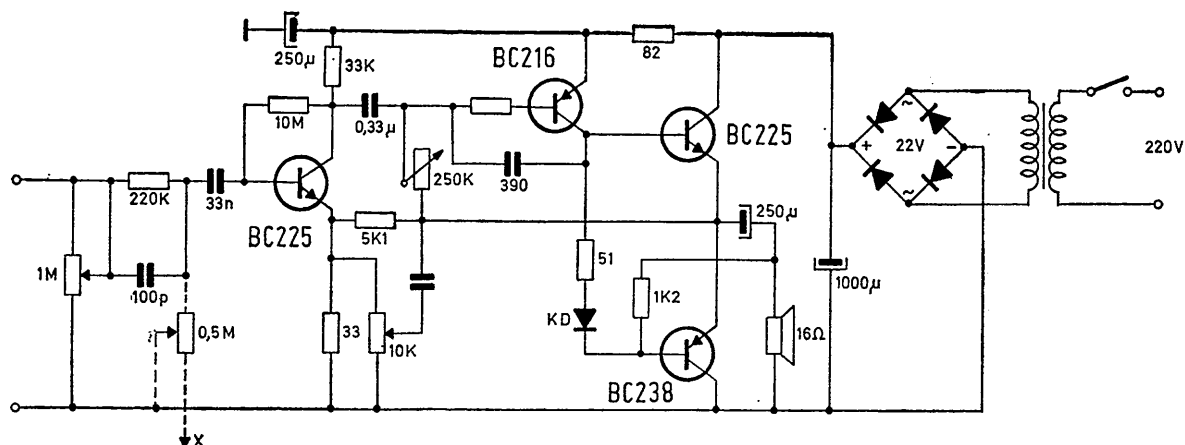 250µ
33K
BC216
82
10M
0,33µ
BC225
+
22V
-
~
~
220V
220K
33n
250K
390
250µ
BC225
5K1
1M
100p
51
1K2
1000µ
KD
0,5M
33
10K
16Ω
BC238
X